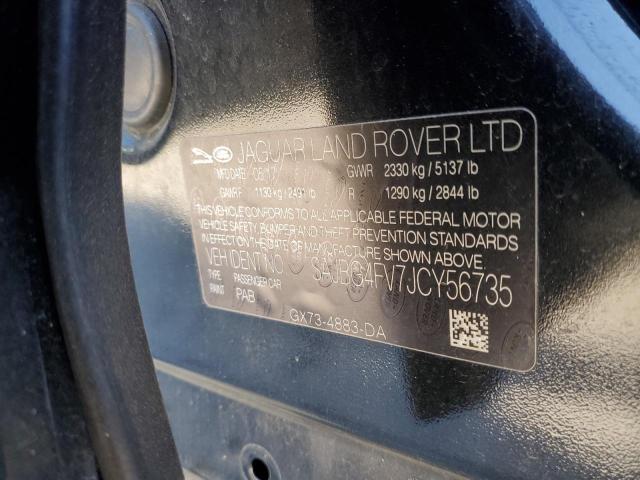 JAGUAR LAND ROVER LTD
MFD DATE 08/17 GVWR 2330 kg / 5137 lb
GAWR F 1130 kg / 2491 lb R 1290 kg / 2844 lb
THIS VEHICLE CONFORMS TO ALL APPLICABLE FEDERAL MOTOR
VEHICLE SAFETY, BUMPER AND THEFT PREVENTION STANDARDS
IN EFFECT ON THE DATE OF MANUFACTURE SHOWN ABOVE.
VEH IDENT NO SAJBG4FV7JCY56735
TYPE PASSENGER CAR
PAINT PAB
GX73-4883-DA